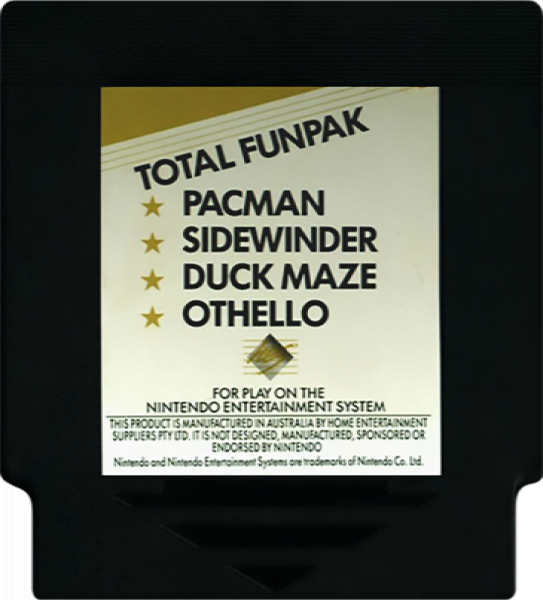 TOTAL FUNPAK
PACMAN
SIDEWINDER
DUCK MAZE
OTHELLO
FOR PLAY ON THE
NINTENDO ENTERTAINMENT SYSTEM
THIS PRODUCT IS MANUFACTURED IN AUSTRALIA BY HOME ENTERTAINMENT
SUPPLIERS PTY LTD. IT IS NOT DESIGNED, MANUFACTURED, SPONSORED OR
ENDORSED BY NINTENDO
Nintendo and Nintendo Entertainment Systems are trademarks of Nintendo Co. Ltd.